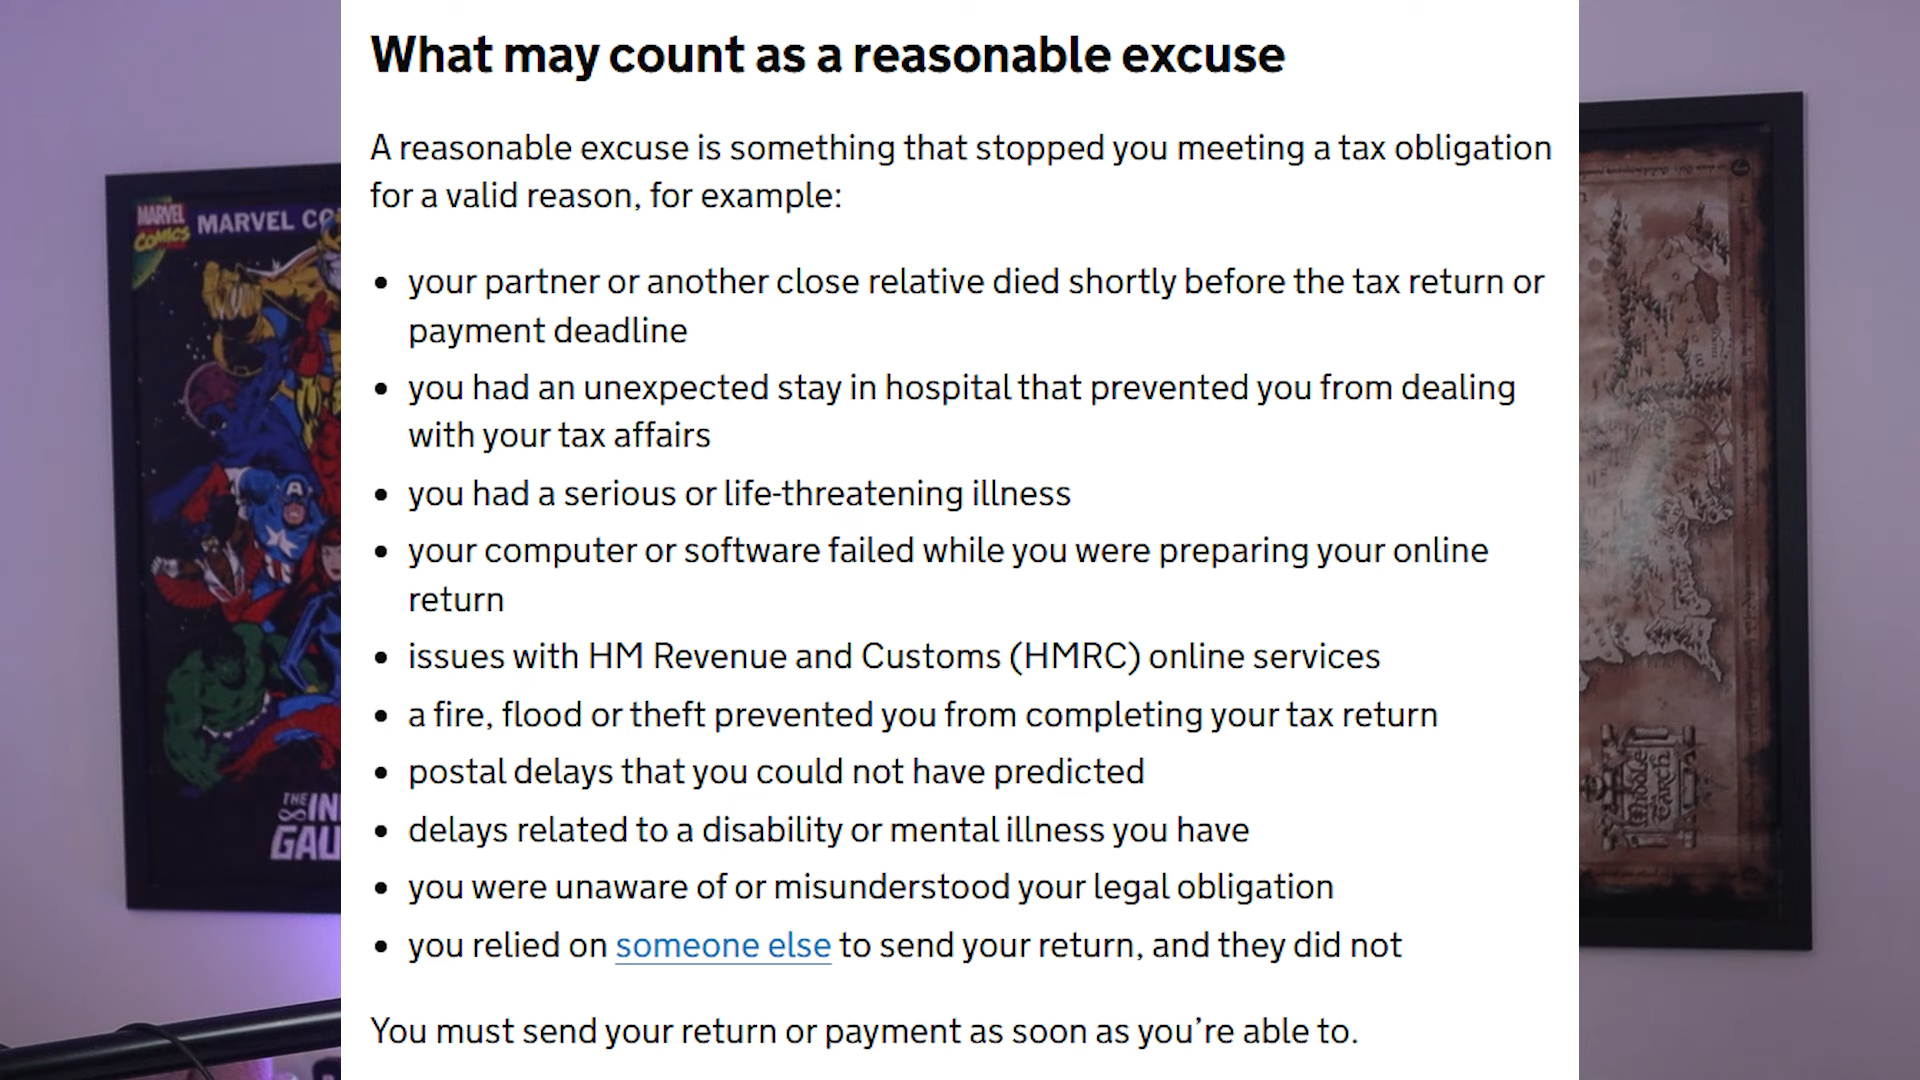 What may count as a reasonable excuse
A reasonable excuse is something that stopped you meeting a tax obligation
for a valid reason, for example:
• your partner or another close relative died shortly before the tax return or
payment deadline
• you had an unexpected stay in hospital that prevented you from dealing
with your tax affairs
• you had a serious or life-threatening illness
• your computer or software failed while you were preparing your online
return
• issues with HM Revenue and Customs (HMRC) online services
• a fire, flood or theft prevented you from completing your tax return
• postal delays that you could not have predicted
• delays related to a disability or mental illness you have
• you were unaware of or misunderstood your legal obligation
• you relied on someone else to send your return, and they did not
You must send your return or payment as soon as you’re able to.
MARVEL
COMICS
MARVEL CO
THE
IN
GAU
MIDDLE
EARTH